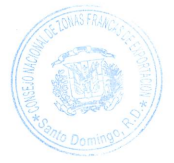 CONSEJO NACIONAL DE ZONAS FRANCAS DE EXPORTACION
* Santo Domingo, R.D. *